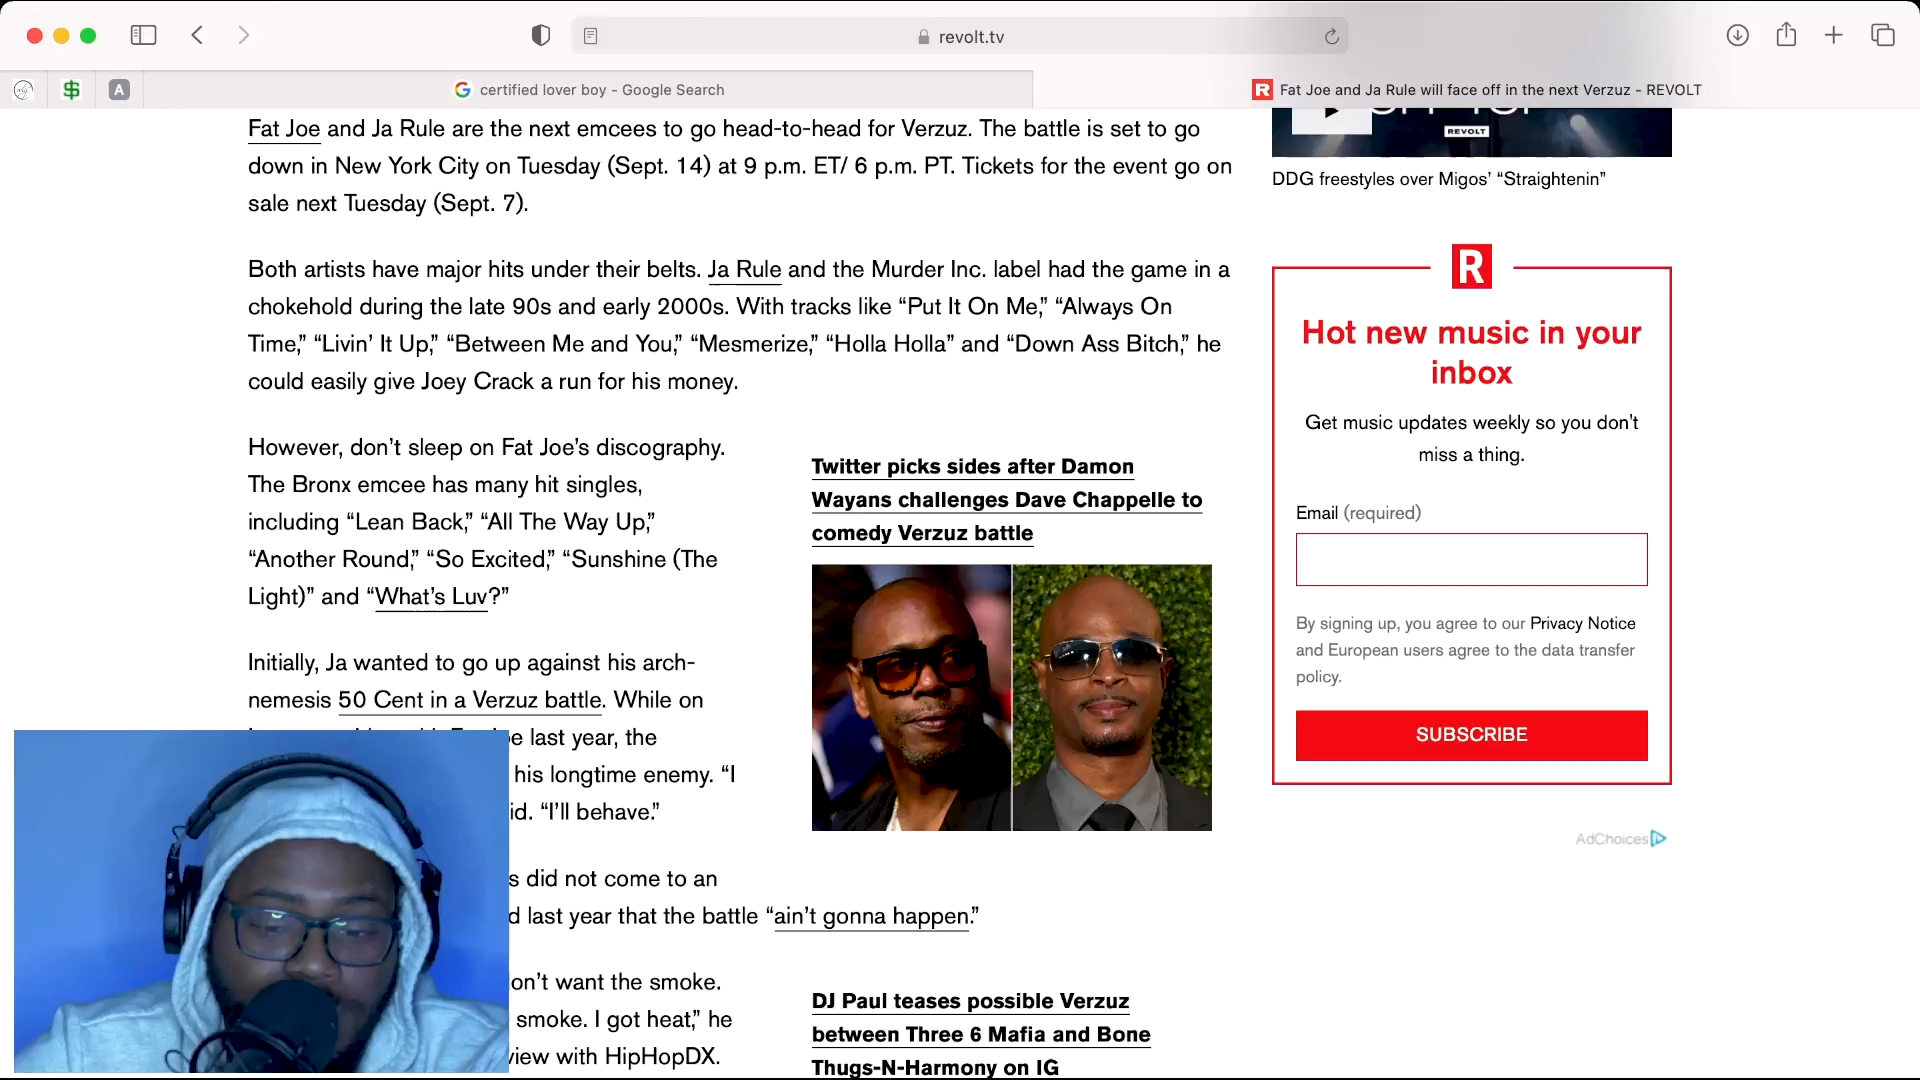 revolt.tv
A
certified lover boy - Google Search
R Fat Joe and Ja Rule will face off in the next Verzuz - REVOLT
Fat Joe and Ja Rule are the next emcees to go head-to-head for Verzuz. The battle is set to go
down in New York City on Tuesday (Sept. 14) at 9 p.m. ET/ 6 p.m. PT. Tickets for the event go on
sale next Tuesday (Sept. 7).
Both artists have major hits under their belts. Ja Rule and the Murder Inc. label had the game in a
chokehold during the late 90s and early 2000s. With tracks like “Put It On Me,” “Always On
Time,” “Livin’ It Up,” “Between Me and You,” “Mesmerize,” “Holla Holla” and “Down Ass Bitch,” he
could easily give Joey Crack a run for his money.
However, don’t sleep on Fat Joe’s discography.
The Bronx emcee has many hit singles,
including “Lean Back,” “All The Way Up,”
“Another Round,” “So Excited,” “Sunshine (The
Light)” and “What’s Luv?”
Initially, Ja wanted to go up against his arch-
nemesis 50 Cent in a Verzuz battle. While on
last year, the
his longtime enemy. “I
“I’ll behave.”
did not come to an
last year that the battle “ain’t gonna happen.”
want the smoke.
smoke. I got heat,” he
with HipHopDX.
Twitter picks sides after Damon
Wayans challenges Dave Chappelle to
comedy Verzuz battle
DJ Paul teases possible Verzuz
between Three 6 Mafia and Bone
Thugs-N-Harmony on IG
REVOLT
DDG freestyles over Migos’ “Straightenin”
R
Hot new music in your
inbox
Get music updates weekly so you don't
miss a thing.
Email (required)
By signing up, you agree to our Privacy Notice
and European users agree to the data transfer
policy.
SUBSCRIBE
AdChoices